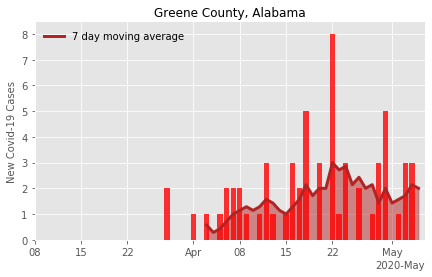 Greene County, Alabama
7 day moving average
New Covid-19 Cases
8
7
6
5
4
3
2
1
0
08 15 22 Apr 08 15 22 May
2020-May